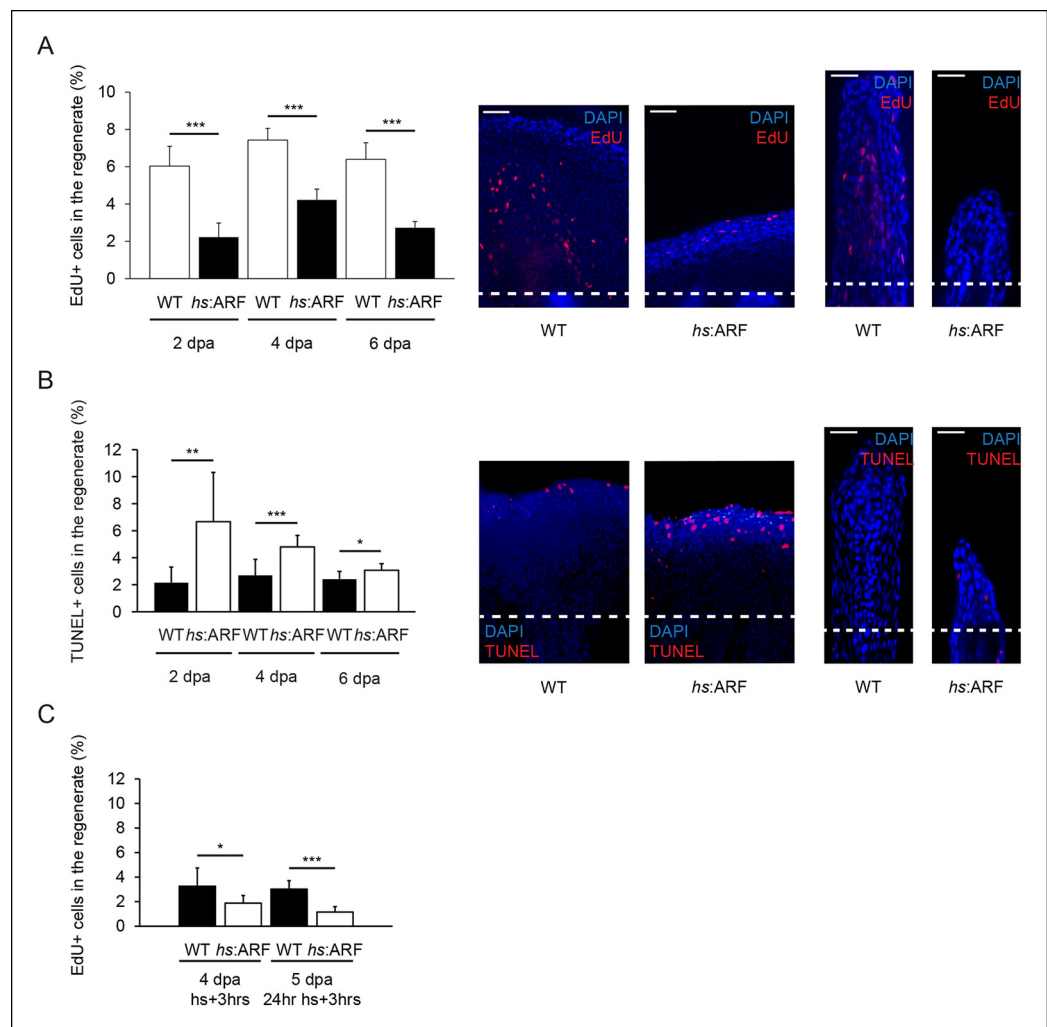 A
EdU+ cells in the regenerate (%)
10
8
6
4
2
0
***
***
***
WT hs:ARF WT hs:ARF WT hs:ARF
2 dpa 4 dpa 6 dpa
DAPI
EdU
WT
DAPI
EdU
hs:ARF
DAPI
EdU
WT
DAPI
EdU
hs:ARF
B
TUNEL+ cells in the regenerate (%)
12
10
8
6
4
2
0
**
***
*
WT hs:ARF WT hs:ARF WT hs:ARF
2 dpa 4 dpa 6 dpa
DAPI
TUNEL
WT
DAPI
TUNEL
hs:ARF
DAPI
TUNEL
WT
DAPI
TUNEL
hs:ARF
C
EdU+ cells in the regenerate (%)
12
10
8
6
4
2
0
*
***
WT hs:ARF WT hs:ARF
4 dpa 5 dpa
hs+3hrs 24hr hs+3hrs